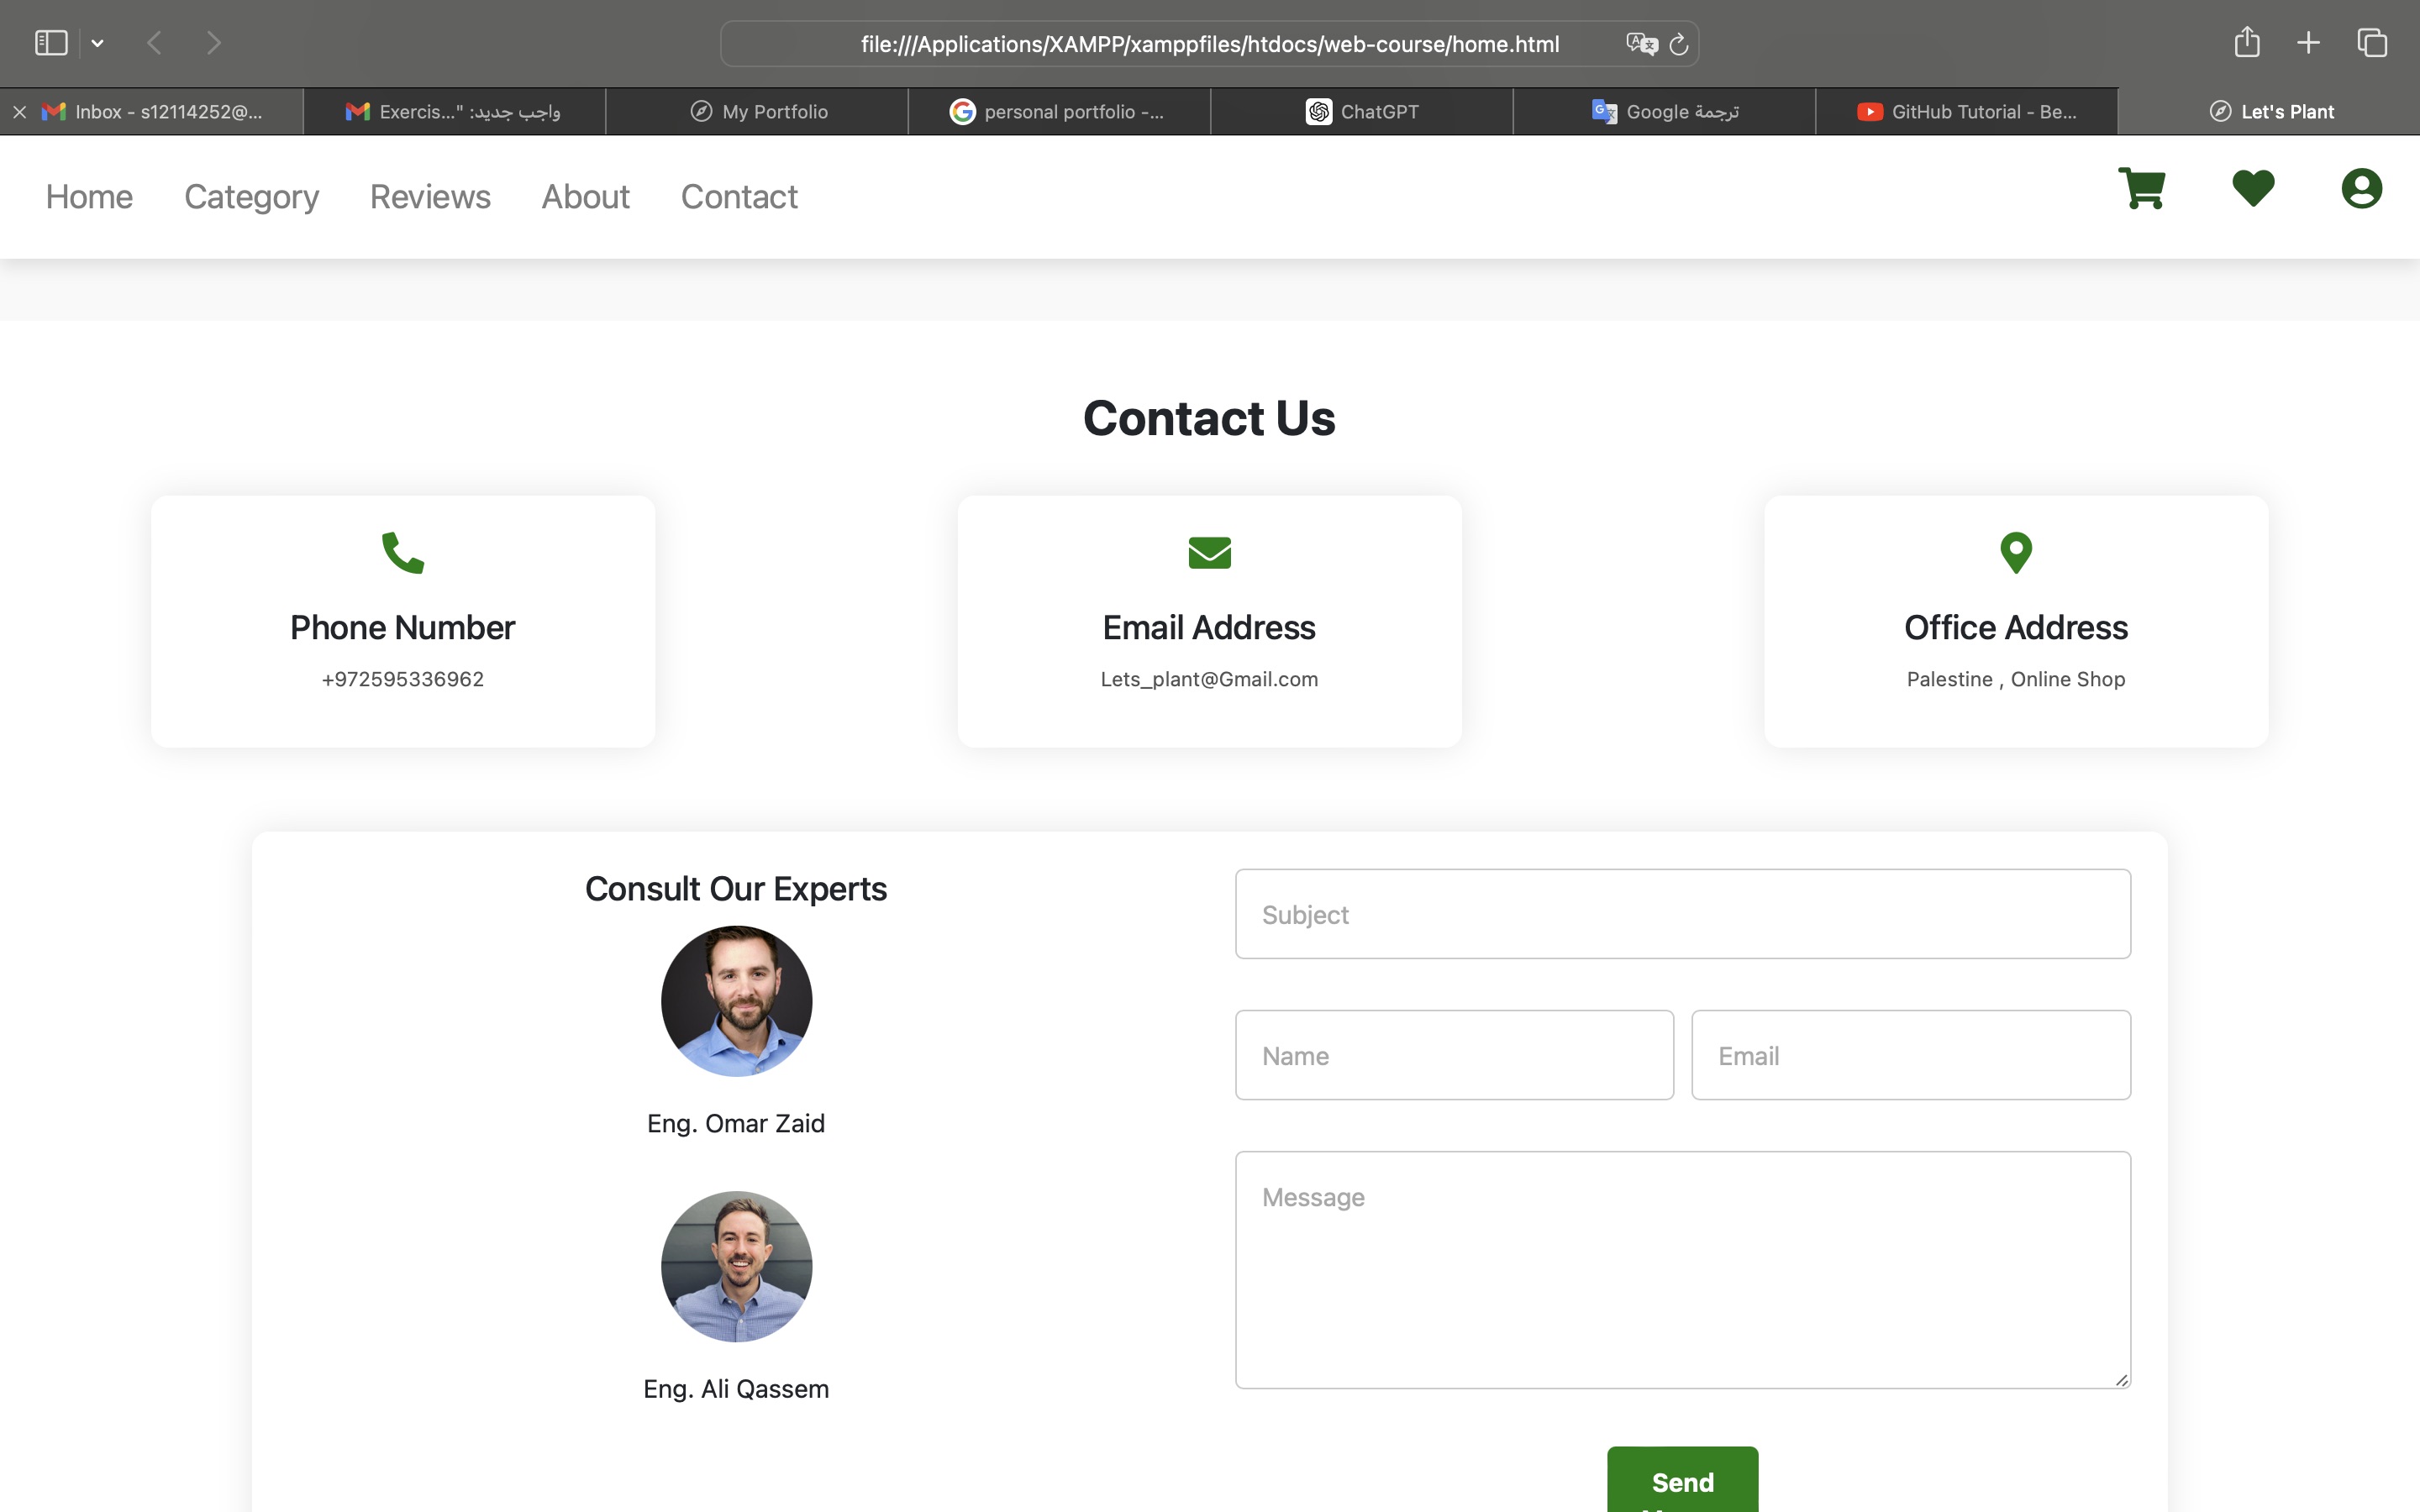 file:///Applications/XAMPP/xamppfiles/htdocs/web-course/home.html
Inbox - s12114252@...
Exercis..." :واجب جديد
My Portfolio
personal portfolio -...
ChatGPT
ترجمة Google
GitHub Tutorial - Be...
Let's Plant
Home Category Reviews About Contact
Contact Us
Phone Number
+972595336962
Email Address
Lets_plant@Gmail.com
Office Address
Palestine , Online Shop
Consult Our Experts
Eng. Omar Zaid
Eng. Ali Qassem
Subject
Name
Email
Message
Send